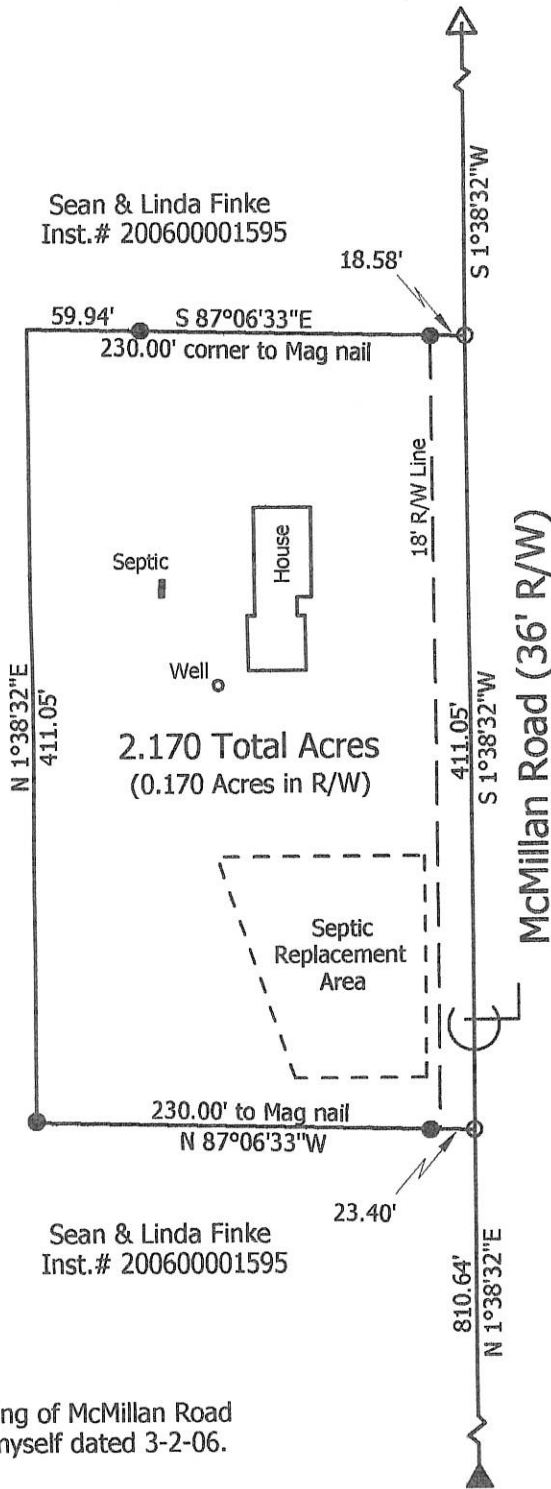 Sean & Linda Finke
Inst.# 200600001595
18.58'
S 1°38'32"W
59.94'
S 87°06'33"E
230.00' corner to Mag nail
18' R/W Line
House
Septic
Well
N 1°38'32"E
411.05'
2.170 Total Acres
(0.170 Acres in R/W)
411.05'
S 1°38'32"W
McMillan Road (36' R/W)
Septic
Replacement
Area
230.00' to Mag nail
N 87°06'33"W
23.40'
Sean & Linda Finke
Inst.# 200600001595
810.64'
N 1°38'32"E
ng of McMillan Road
nyself dated 3-2-06.